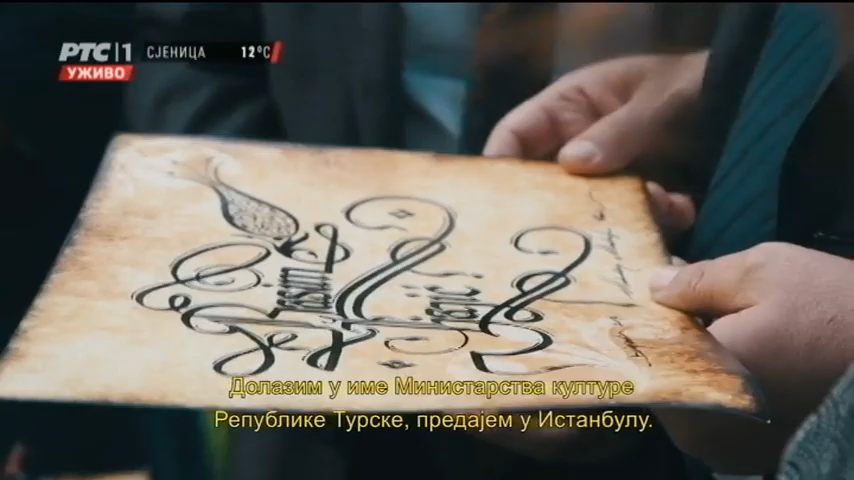 РТС|1 СЈЕНИЦА 12°C
УЖИВО
Долазим у име Министарства културе
Републике Турске, предајем у Истанбулу.